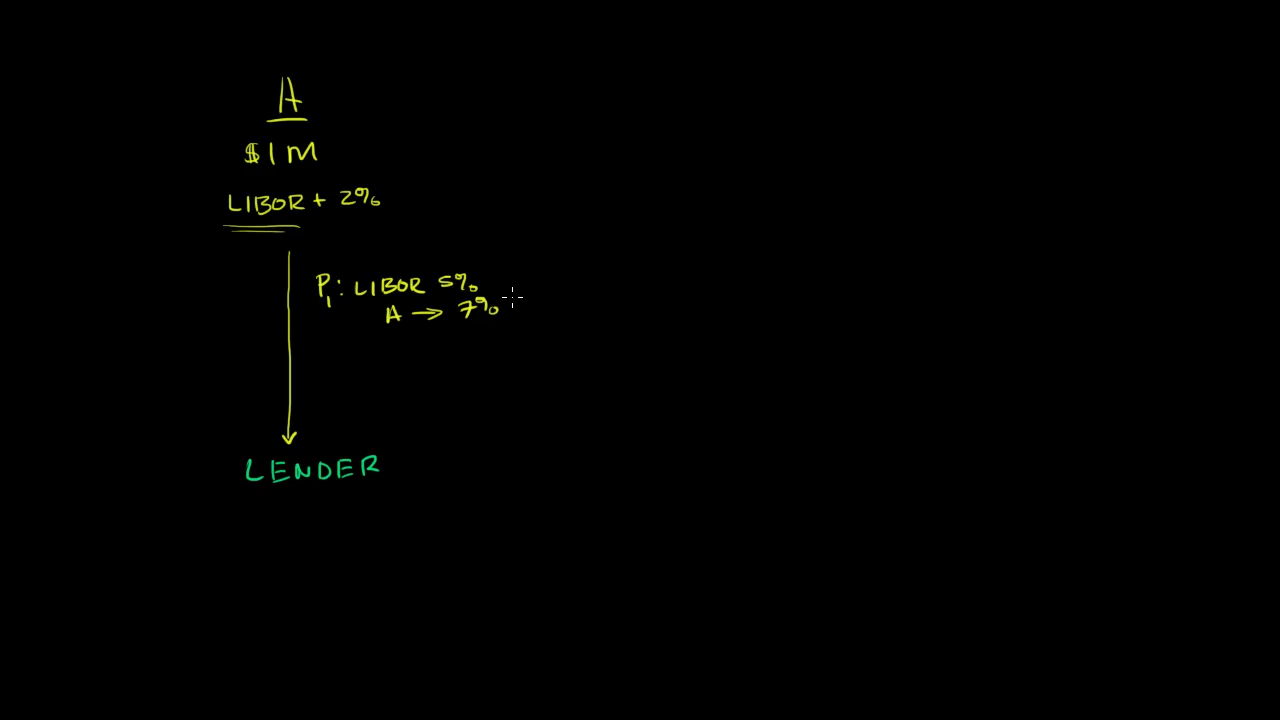 A
$1M
LIBOR + 2%
P1: LIBOR 5%
A → 7%
LENDER